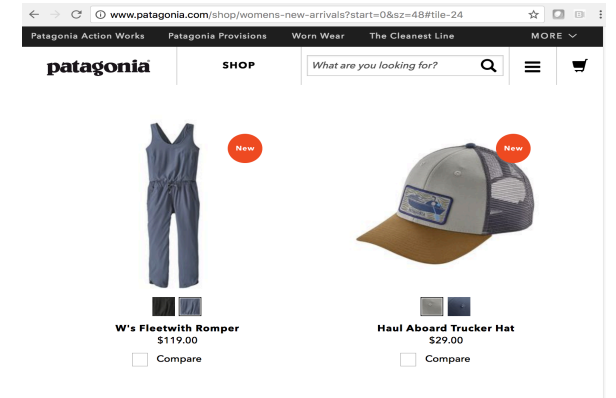 www.patagonia.com/shop/womens-new-arrivals?start=0&sz=48#tile-24
Patagonia Action Works Patagonia Provisions Worn Wear The Cleanest Line MORE
patagonia SHOP What are you looking for?
New New
W's Fleetwith Romper Haul Aboard Trucker Hat
$119.00 $29.00
Compare Compare